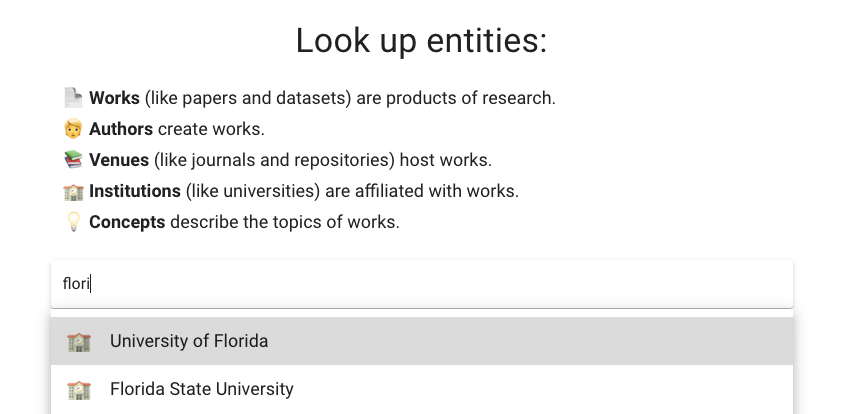 Look up entities:
Works (like papers and datasets) are products of research.
Authors create works.
Venues (like journals and repositories) host works.
Institutions (like universities) are affiliated with works.
Concepts describe the topics of works.
flori
University of Florida
Florida State University